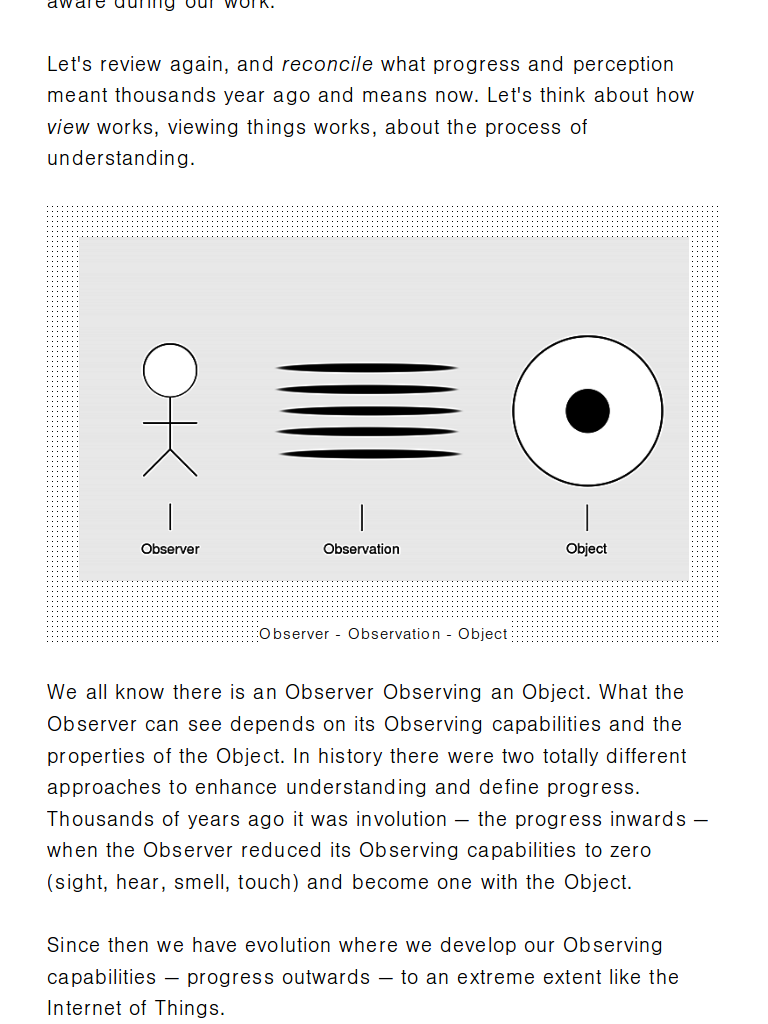 aware during our work.
Let's review again, and reconcile what progress and perception
meant thousands year ago and means now. Let's think about how
view works, viewing things works, about the process of
understanding.
Observer
Observation
Object
Observer - Observation - Object
We all know there is an Observer Observing an Object. What the
Observer can see depends on its Observing capabilities and the
properties of the Object. In history there were two totally different
approaches to enhance understanding and define progress.
Thousands of years ago it was involution — the progress inwards —
when the Observer reduced its Observing capabilities to zero
(sight, hear, smell, touch) and become one with the Object.
Since then we have evolution where we develop our Observing
capabilities — progress outwards — to an extreme extent like the
Internet of Things.